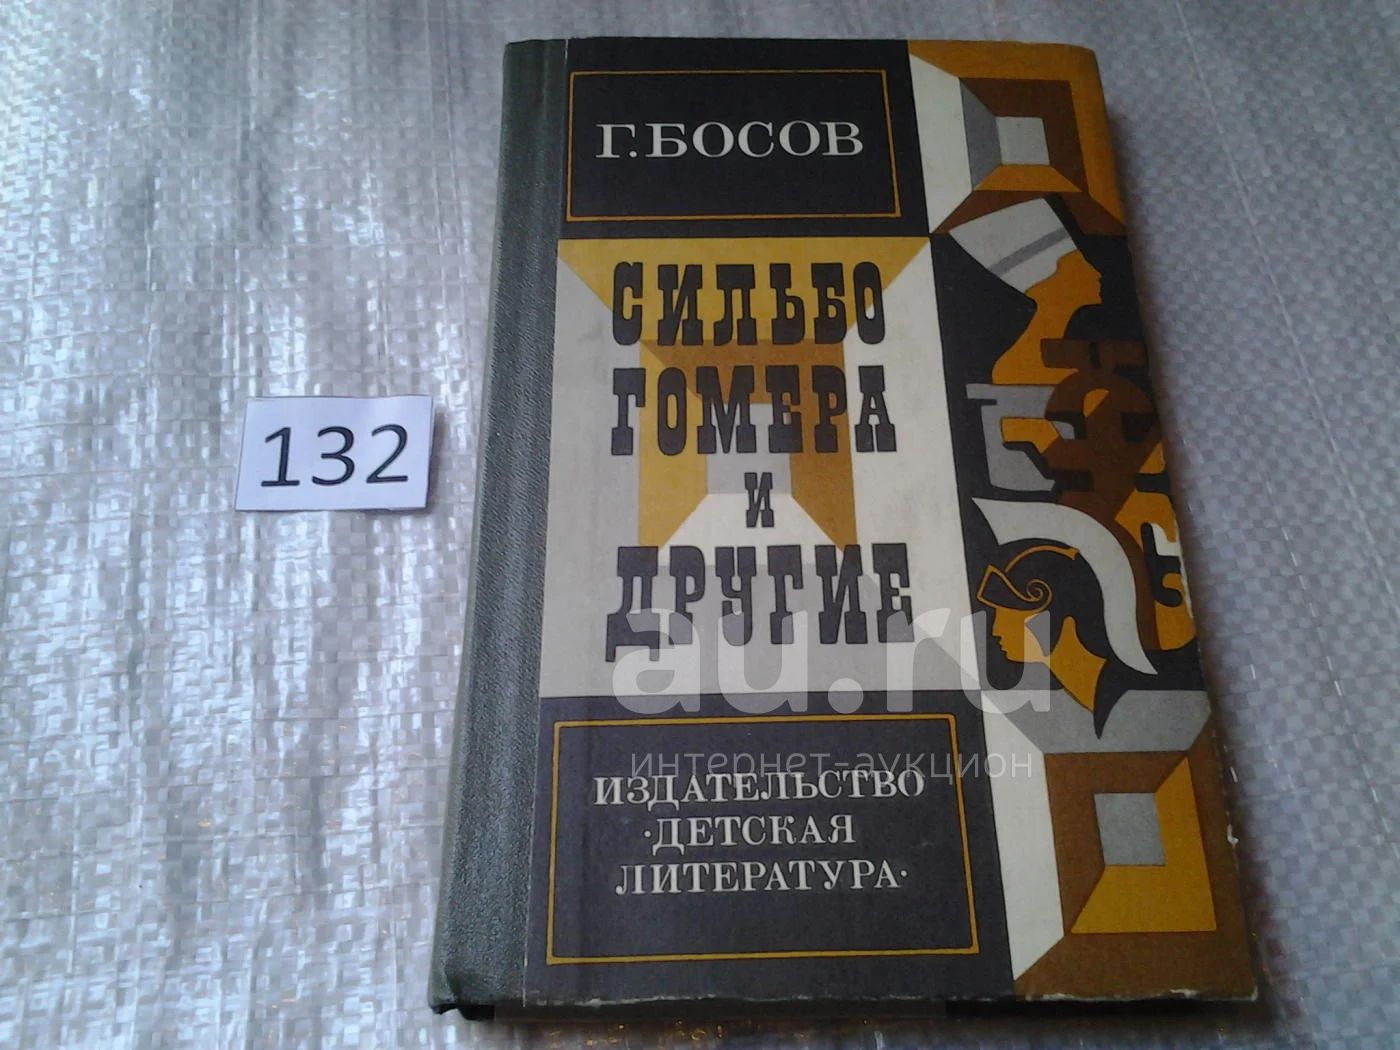 Г.БОСОВ
СИЛЬБО
ГОМЕРА
И
ДРУГИЕ
132
au.ru
интернет-аукцион
ИЗДАТЕЛЬСТВО
·ДЕТСКАЯ
ЛИТЕРАТУРА·